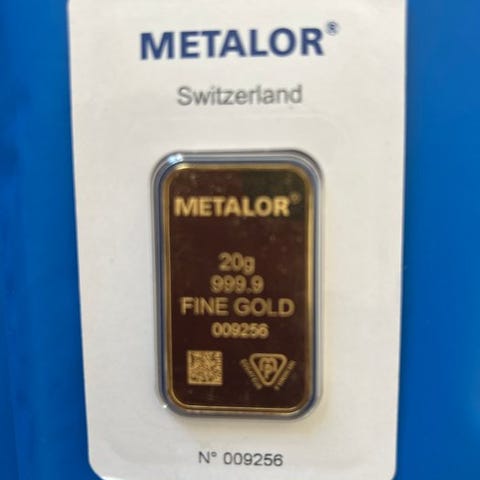 METALOR®
Switzerland
METALOR®
20g
999.9
FINE GOLD
009256
N° 009256